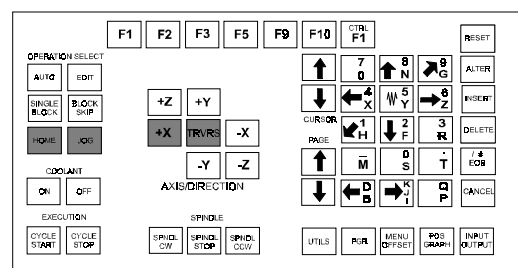 F1 F2 F3 F5 F9 F10 CTRL F1
RESET
OPERATION SELECT
AUTO EDIT
7 O 8 N 9 G
ALTER
SINGLE BLOCK BLOCK SKIP
+Z +Y
4 X 5 Y 6 Z
INSERT
CURSOR
HOME JOG
+X TRVRS -X
PAGE
1 H 2 F 3 R
DELETE
COOLANT
-Y -Z
M 0 S . T
/ # EOB
ON OFF
AXIS/DIRECTION
D B K J I Q P
CANCEL
EXECUTION
SPINDLE
CYCLE START CYCLE STOP
SPNDL CW SPNDL STOP SPNDL CCW
UTILS PGR MENU OFFSET POS GRAPH INPUT OUTPUT